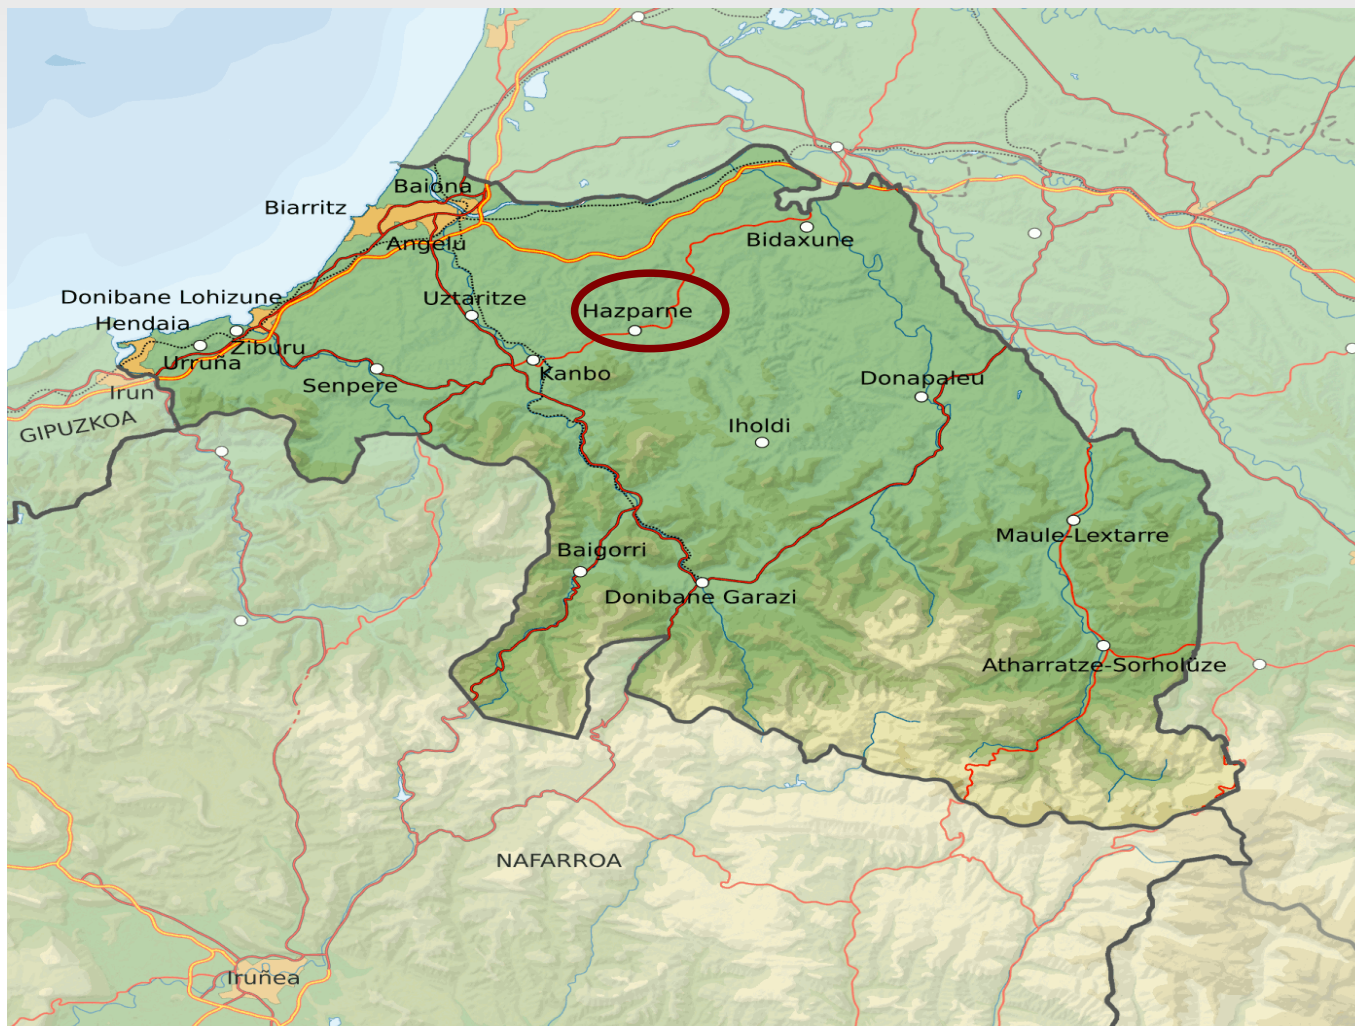 Baiona
Biarritz
Angelu
Bidaxune
Donibane Lohizune
Uztaritze
Hazparne
Hendaia
Ziburu
Urruña
Kanbo
Senpere
Donapaleu
Irun
GIPUZKOA
Iholdi
Maule-Lextarre
Baigorri
Donibane Garazi
Atharratze-Sorholüze
NAFARROA
Iruñea